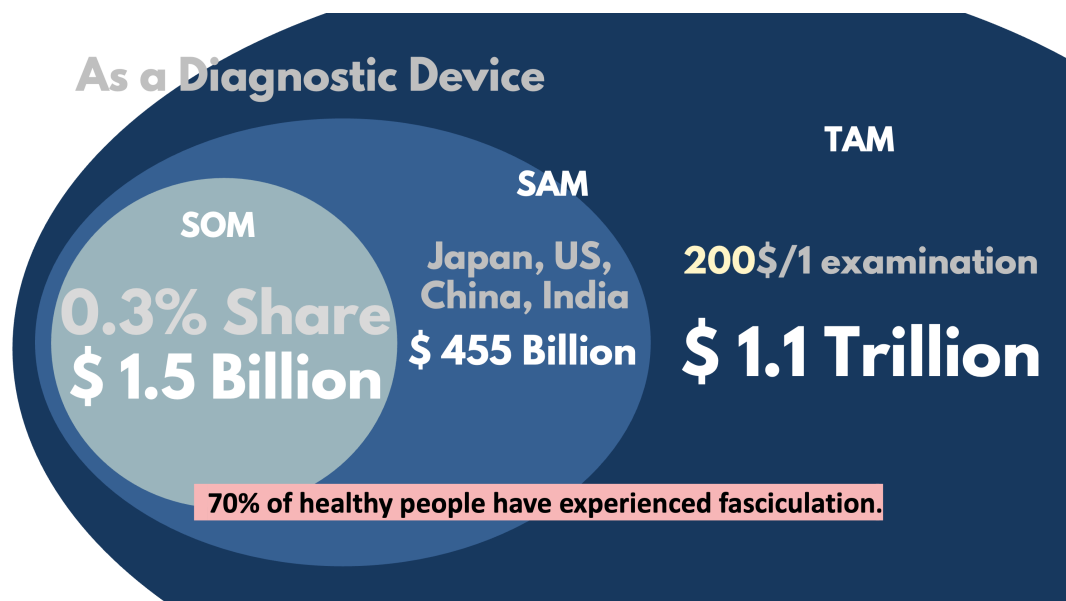 As a Diagnostic Device
TAM
SAM
SOM
Japan, US,
China, India
200$/1 examination
0.3% Share
$ 1.5 Billion
$ 455 Billion
$ 1.1 Trillion
70% of healthy people have experienced fasciculation.